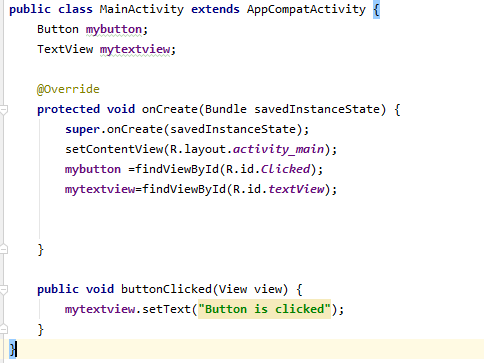 public class MainActivity extends AppCompatActivity {
Button mybutton;
TextView mytextview;
@Override
protected void onCreate(Bundle savedInstanceState) {
super.onCreate(savedInstanceState);
setContentView(R.layout.activity_main);
mybutton =findViewById(R.id.Clicked);
mytextview=findViewById(R.id.textView);
}
public void buttonClicked(View view) {
mytextview.setText("Button is clicked");
}
}